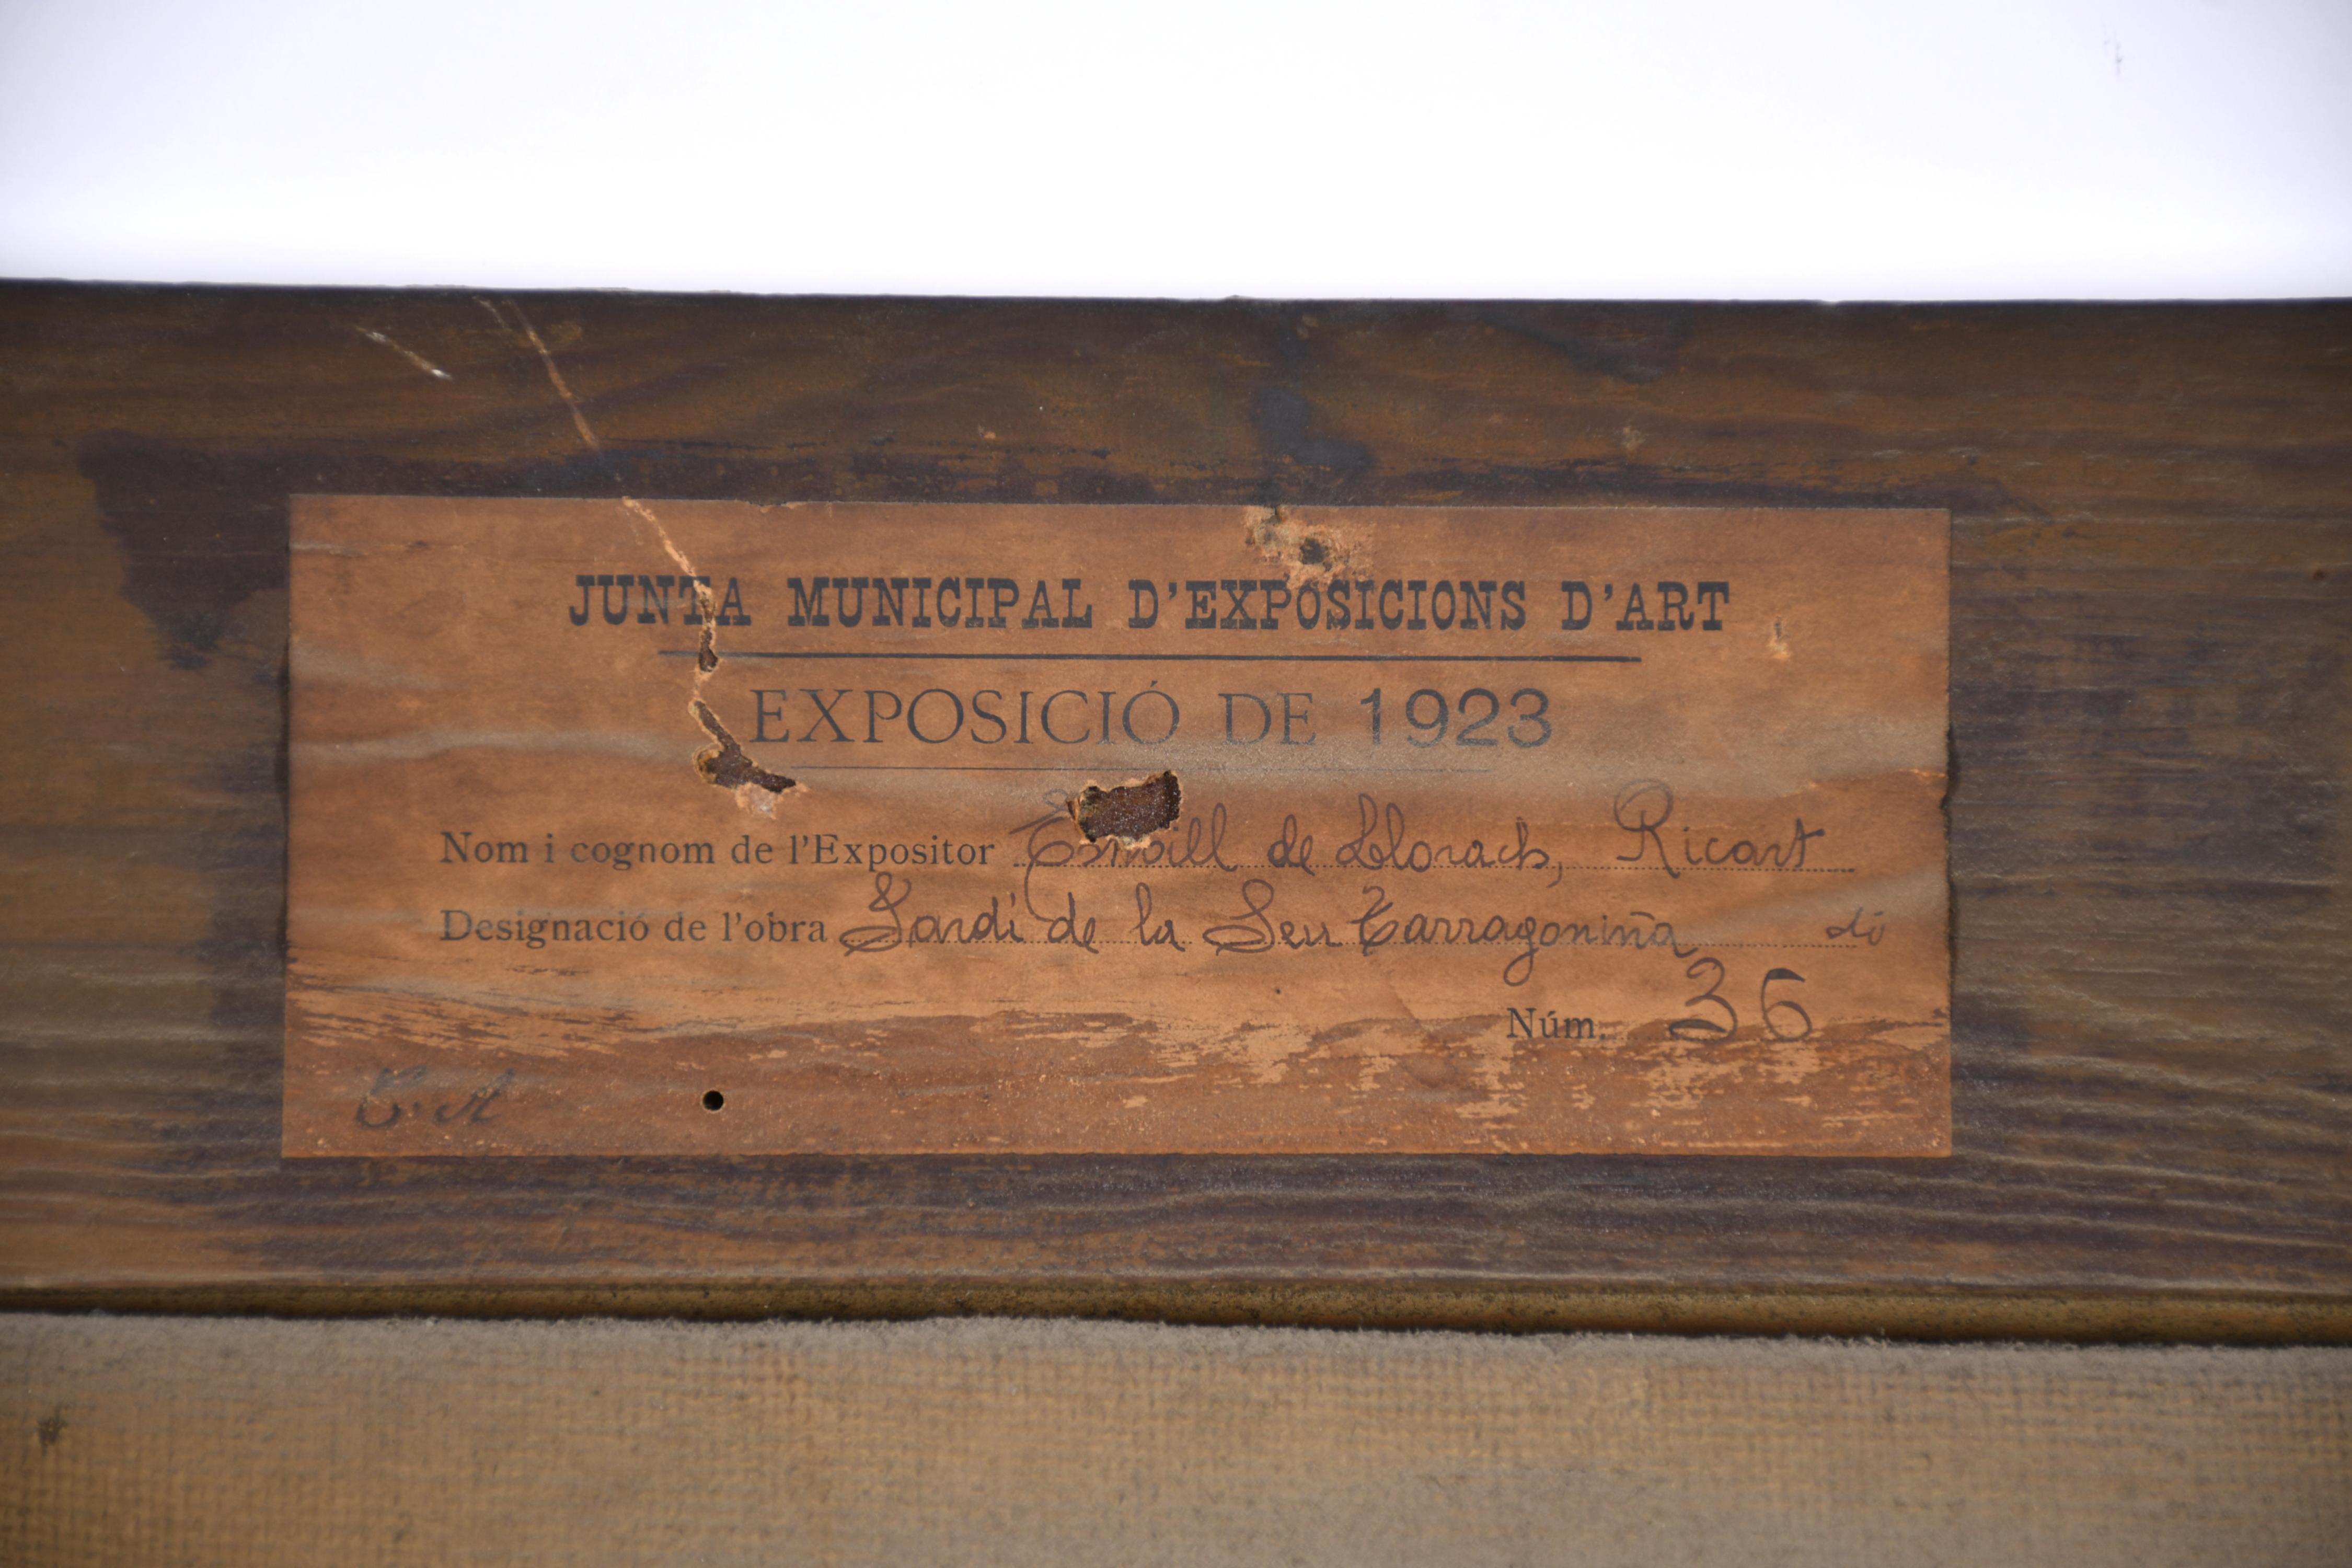 JUNTA MUNICIPAL D'EXPOSICIONS D'ART
EXPOSICIÓ DE 1923
Nom i cognom de l'Expositor de Llorach, Ricart
Designació de l'obra Jardí de la Seu Tarragonina
Núm. 36
C. A